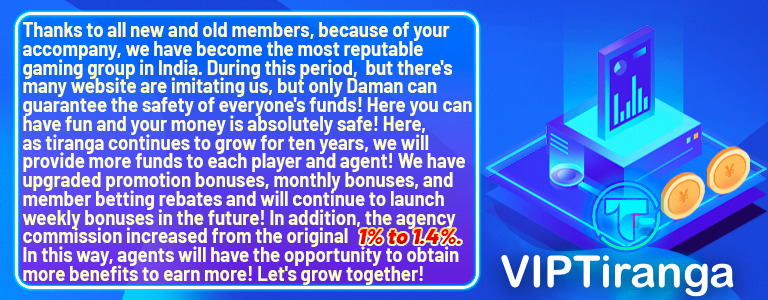 Thanks to all new and old members, because of your
accompany, we have become the most reputable
gaming group in India. During this period, but there's
many website are imitating us, but only Daman can
guarantee the safety of everyone's funds! Here you can
have fun and your money is absolutely safe! Here,
as tiranga continues to grow for ten years, we will
provide more funds to each player and agent! We have
upgraded promotion bonuses, monthly bonuses, and
member betting rebates and will continue to launch
weekly bonuses in the future! In addition, the agency
commission increased from the original 1% to 1.4%.
In this way, agents will have the opportunity to obtain
more benefits to earn more! Let's grow together!
¥ ¥
VIPTiranga